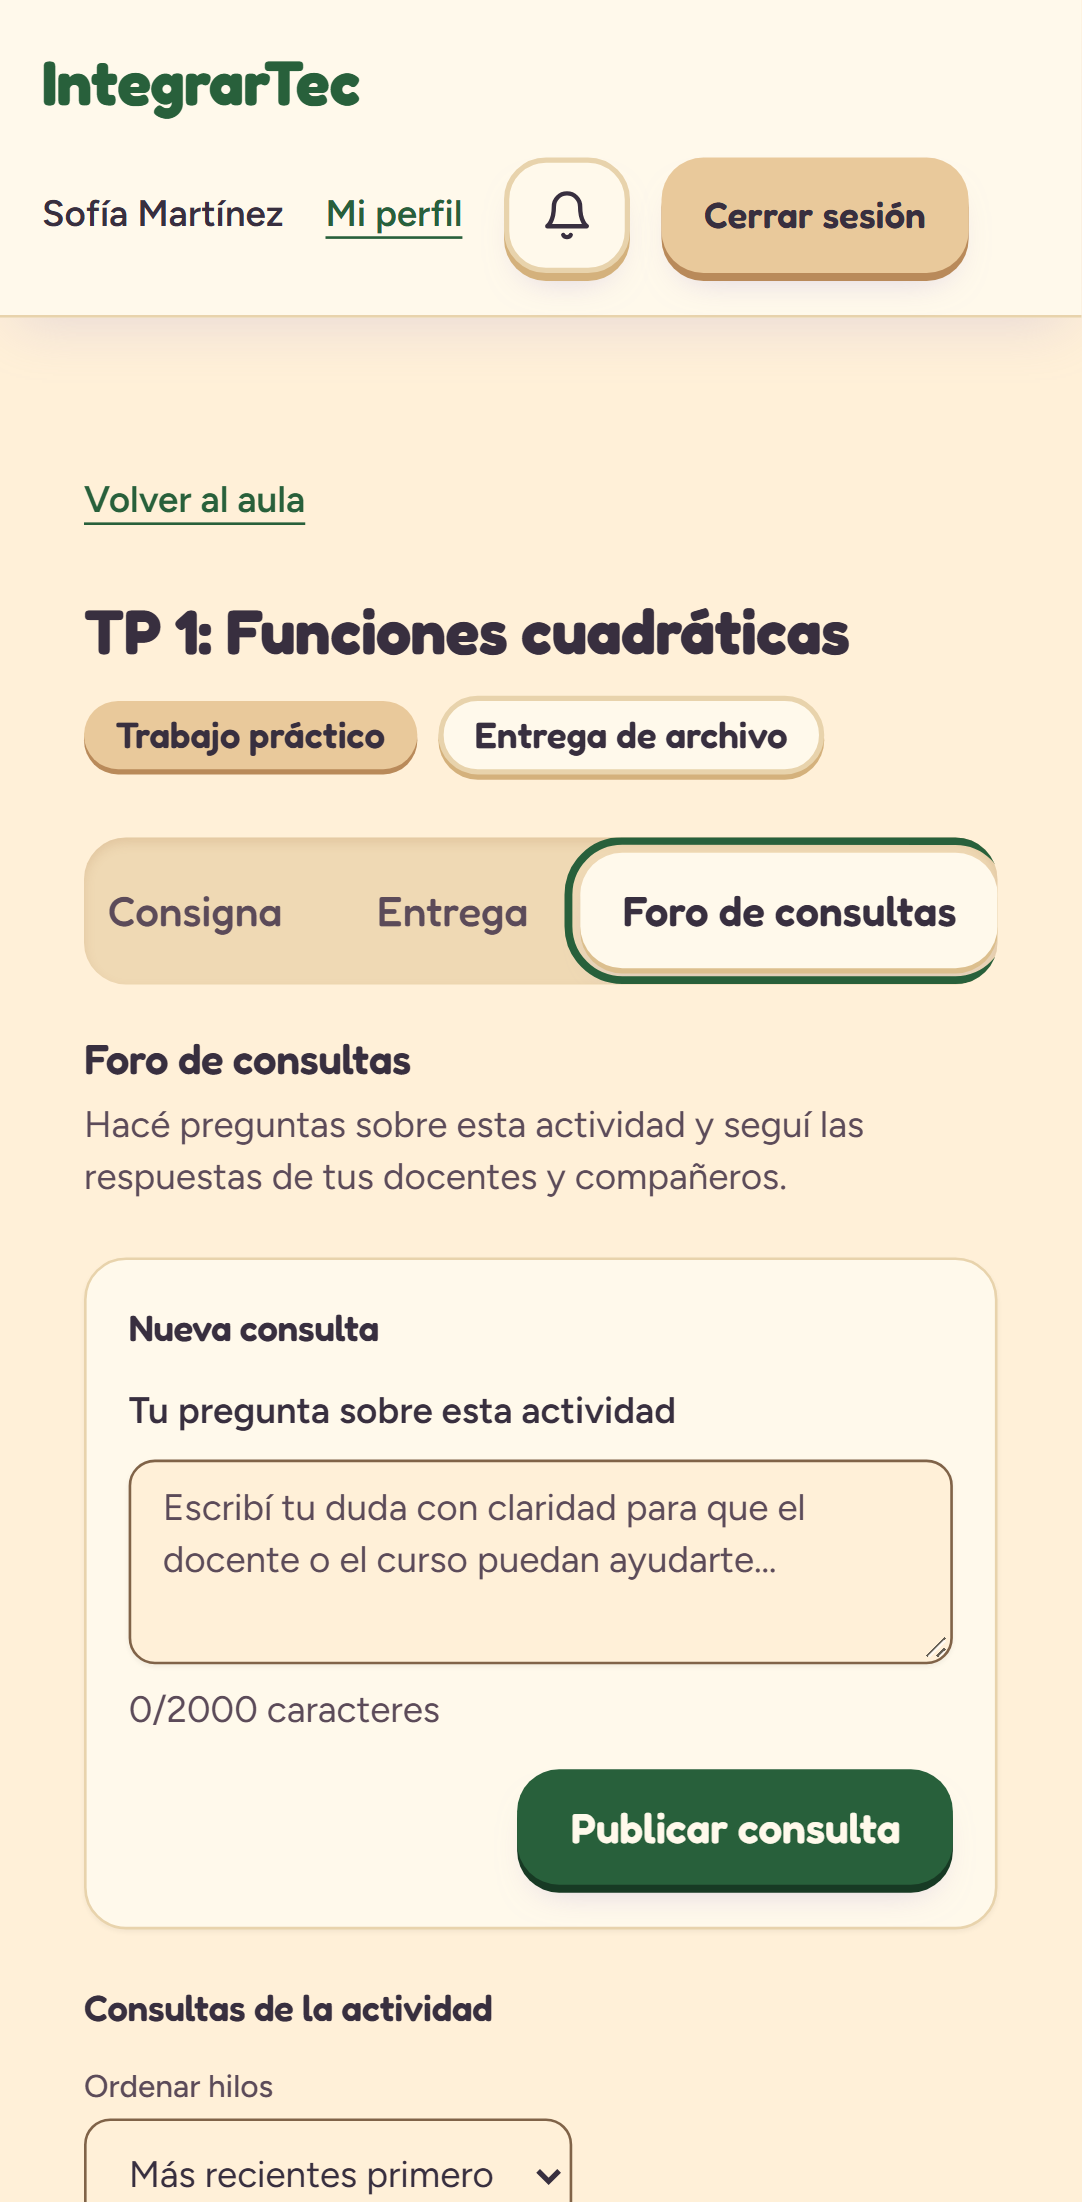 IntegrarTec
Sofía Martínez Mi perfil Cerrar sesión
Volver al aula
TP 1: Funciones cuadráticas
Trabajo práctico Entrega de archivo
Consigna Entrega Foro de consultas
Foro de consultas
Hacé preguntas sobre esta actividad y seguí las
respuestas de tus docentes y compañeros.
Nueva consulta
Tu pregunta sobre esta actividad
Escribí tu duda con claridad para que el
docente o el curso puedan ayudarte...
0/2000 caracteres
Publicar consulta
Consultas de la actividad
Ordenar hilos
Más recientes primero